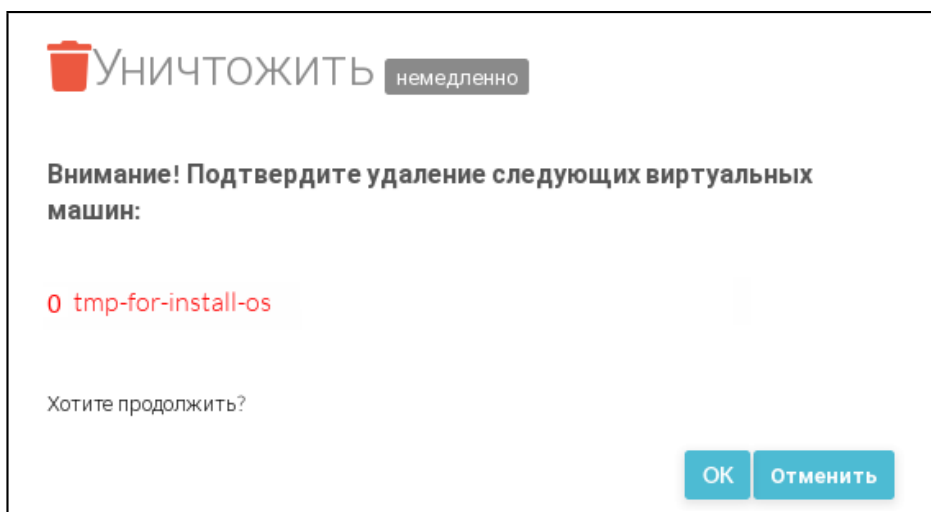 Уничтожить немедленно
Внимание! Подтвердите удаление следующих виртуальных
машин:
0 tmp-for-install-os
Хотите продолжить?
OK Отменить